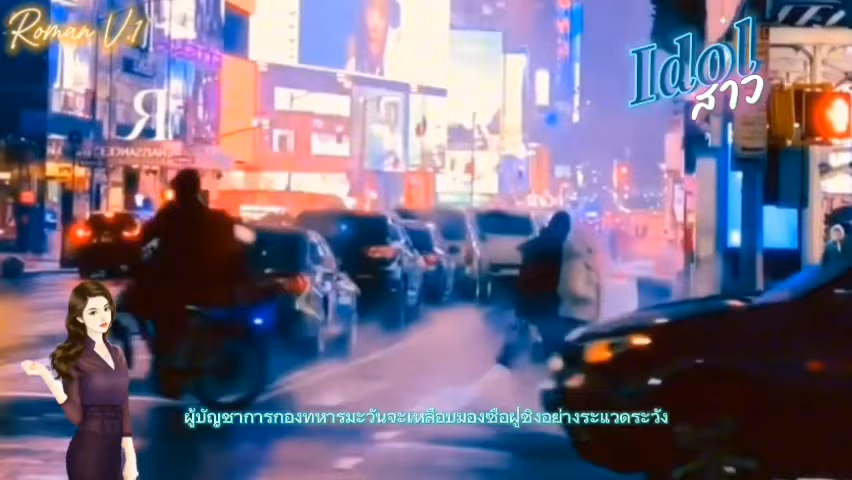 Roman V.1
Idol
สาว
R
ผู้บัญชาการกองทหารมะวันจะเหลือบมองซือฝูชิงอย่างระแวดระวัง